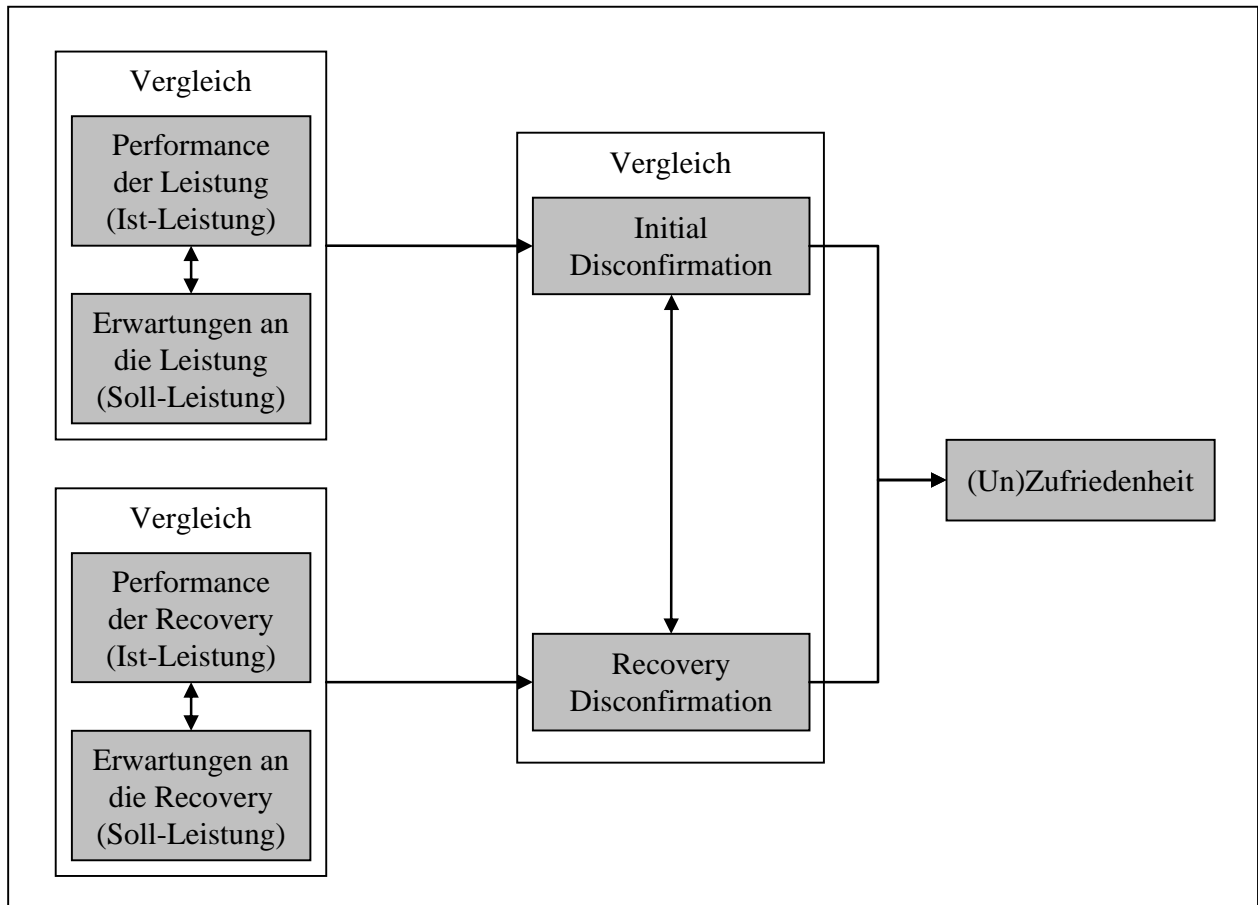 Vergleich
Performance
der Leistung
(Ist-Leistung)
Erwartungen an
die Leistung
(Soll-Leistung)
Vergleich
Performance
der Recovery
(Ist-Leistung)
Erwartungen an
die Recovery
(Soll-Leistung)
Vergleich
Initial
Disconfirmation
Recovery
Disconfirmation
(Un)Zufriedenheit